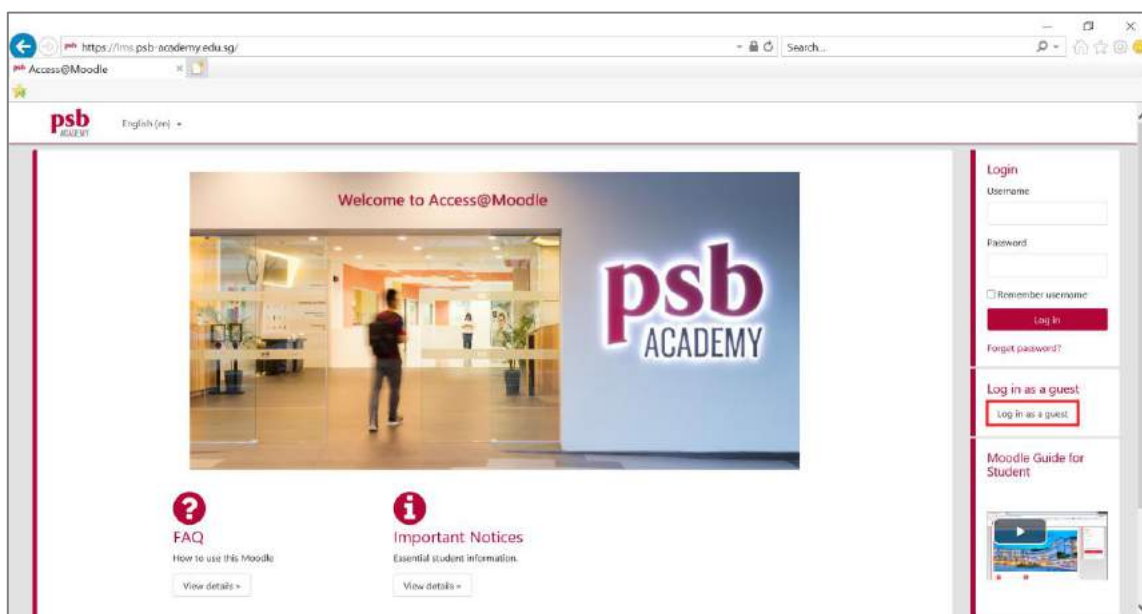 https://lms.psb-academy.edu.sg/
Search...
Access@Moodle
psb
ACADEMY
English (en)
Welcome to Access@Moodle
psb
ACADEMY
FAQ
How to use this Moodle
View details »
Important Notices
Essential student information.
View details »
Login
Username
Password
Remember username
Log in
Forget password?
Log in as a guest
Log in as a guest
Moodle Guide for
Student